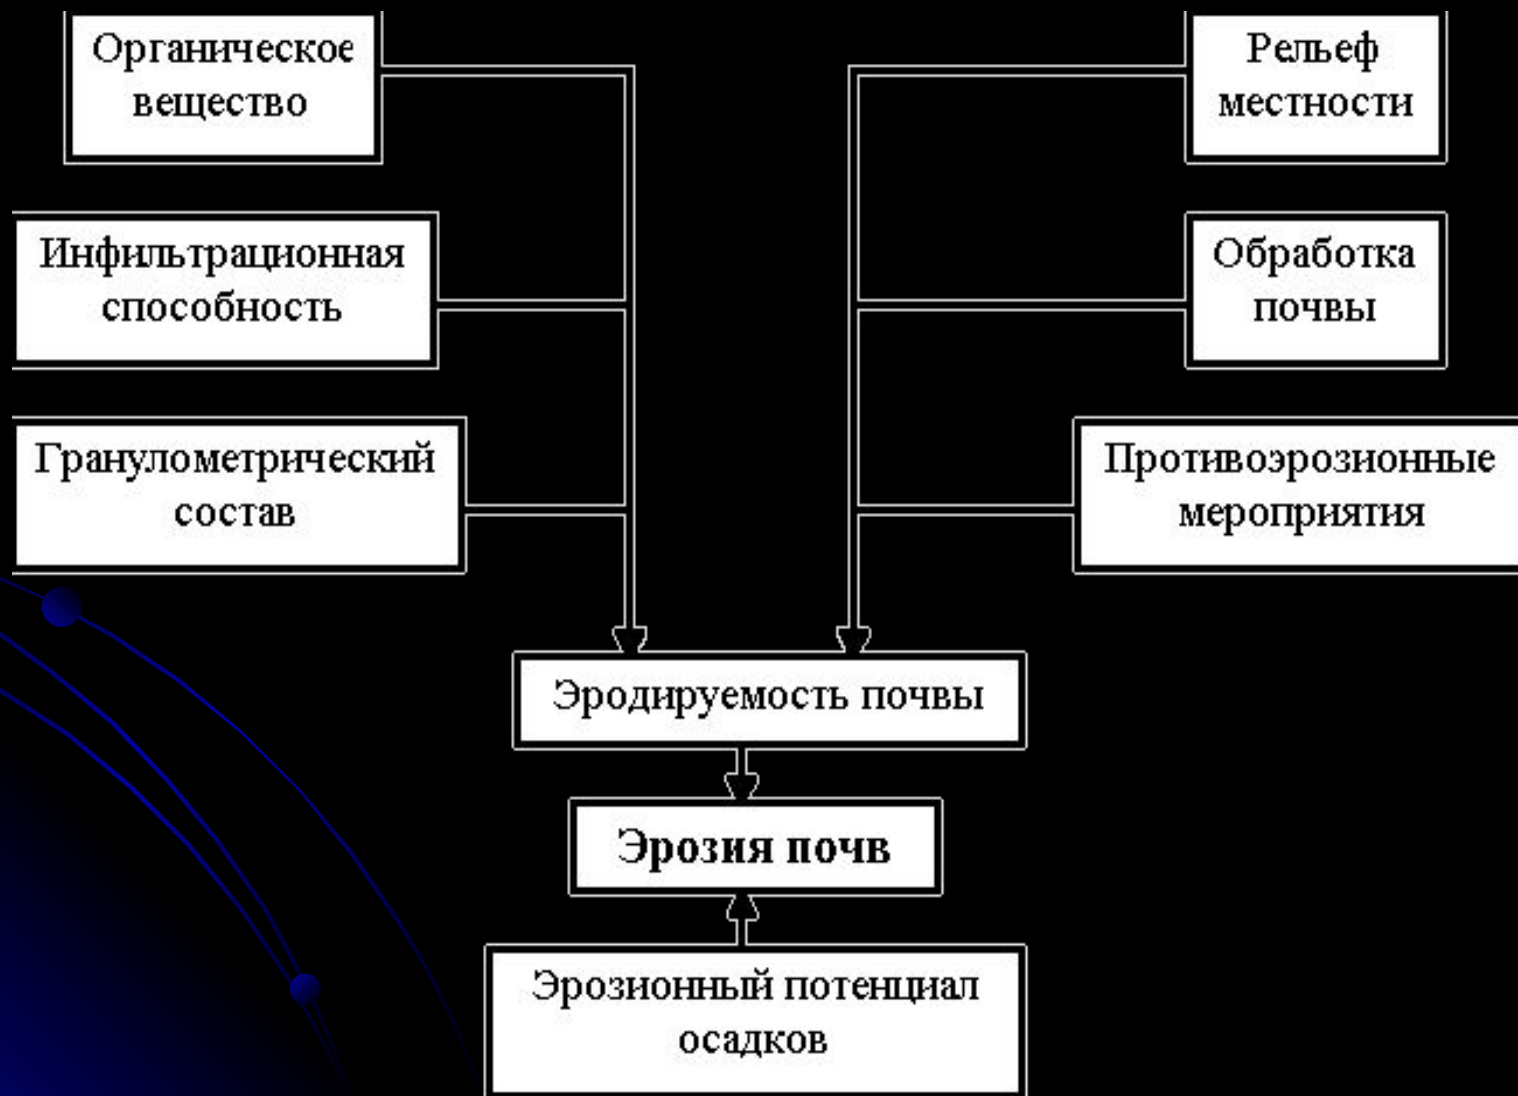 Органическое
вещество
Рельеф
местности
Инфильтрационная
способность
Обработка
почвы
Гранулометрический
состав
Противоэрозионные
мероприятия
Эродируемость почвы
Эрозия почв
Эрозионный потенциал
осадков